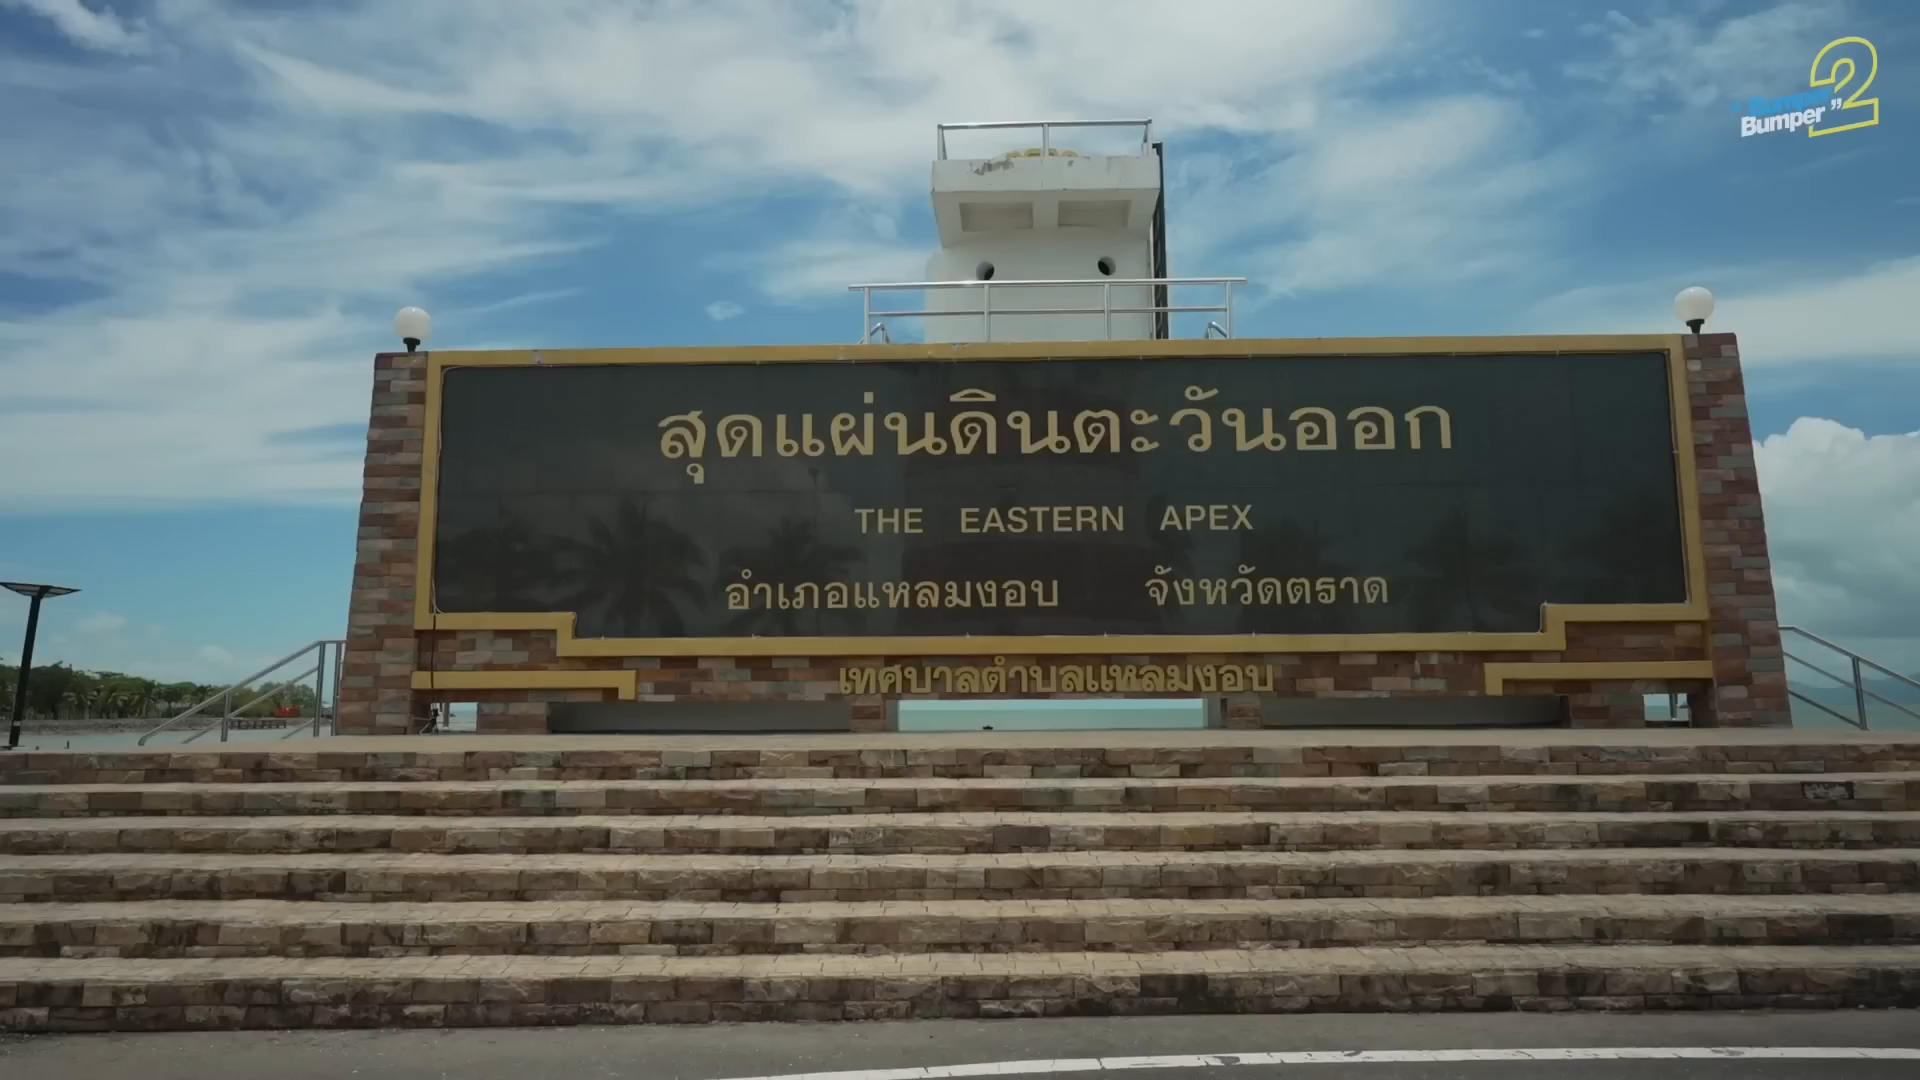 สุดแผ่นดินตะวันออก
THE EASTERN APEX
อำเภอแหลมงอบ จังหวัดตราด
เทศบาลตำบลแหลมงอบ
" Bumper
Bumper " 2